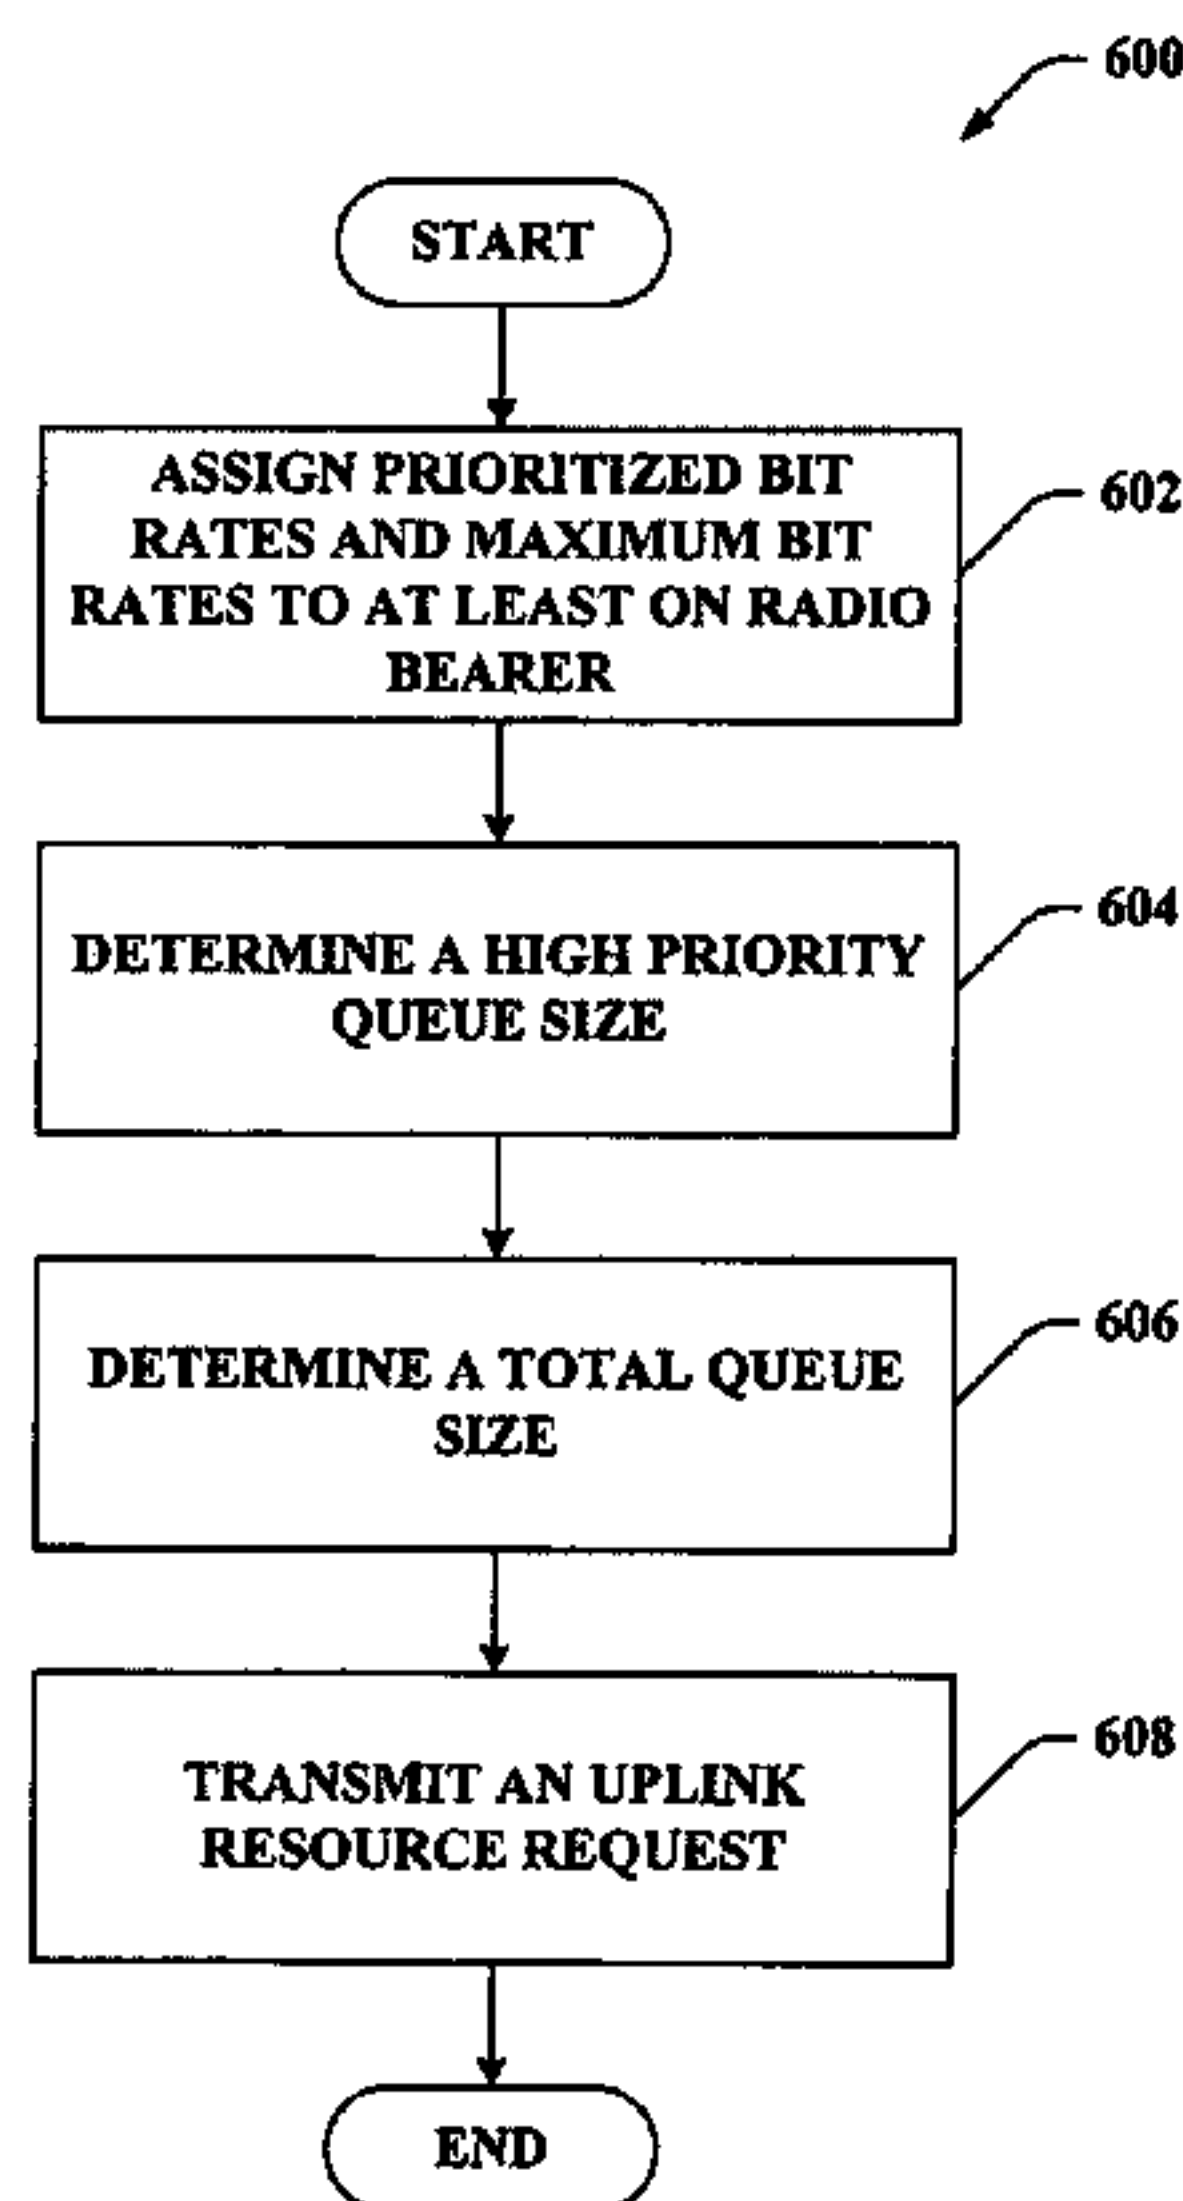 600
START
ASSIGN PRIORITIZED BIT
RATES AND MAXIMUM BIT
RATES TO AT LEAST ON RADIO
BEARER
602
DETERMINE A HIGH PRIORITY
QUEUE SIZE
604
DETERMINE A TOTAL QUEUE
SIZE
606
TRANSMIT AN UPLINK
RESOURCE REQUEST
608
END